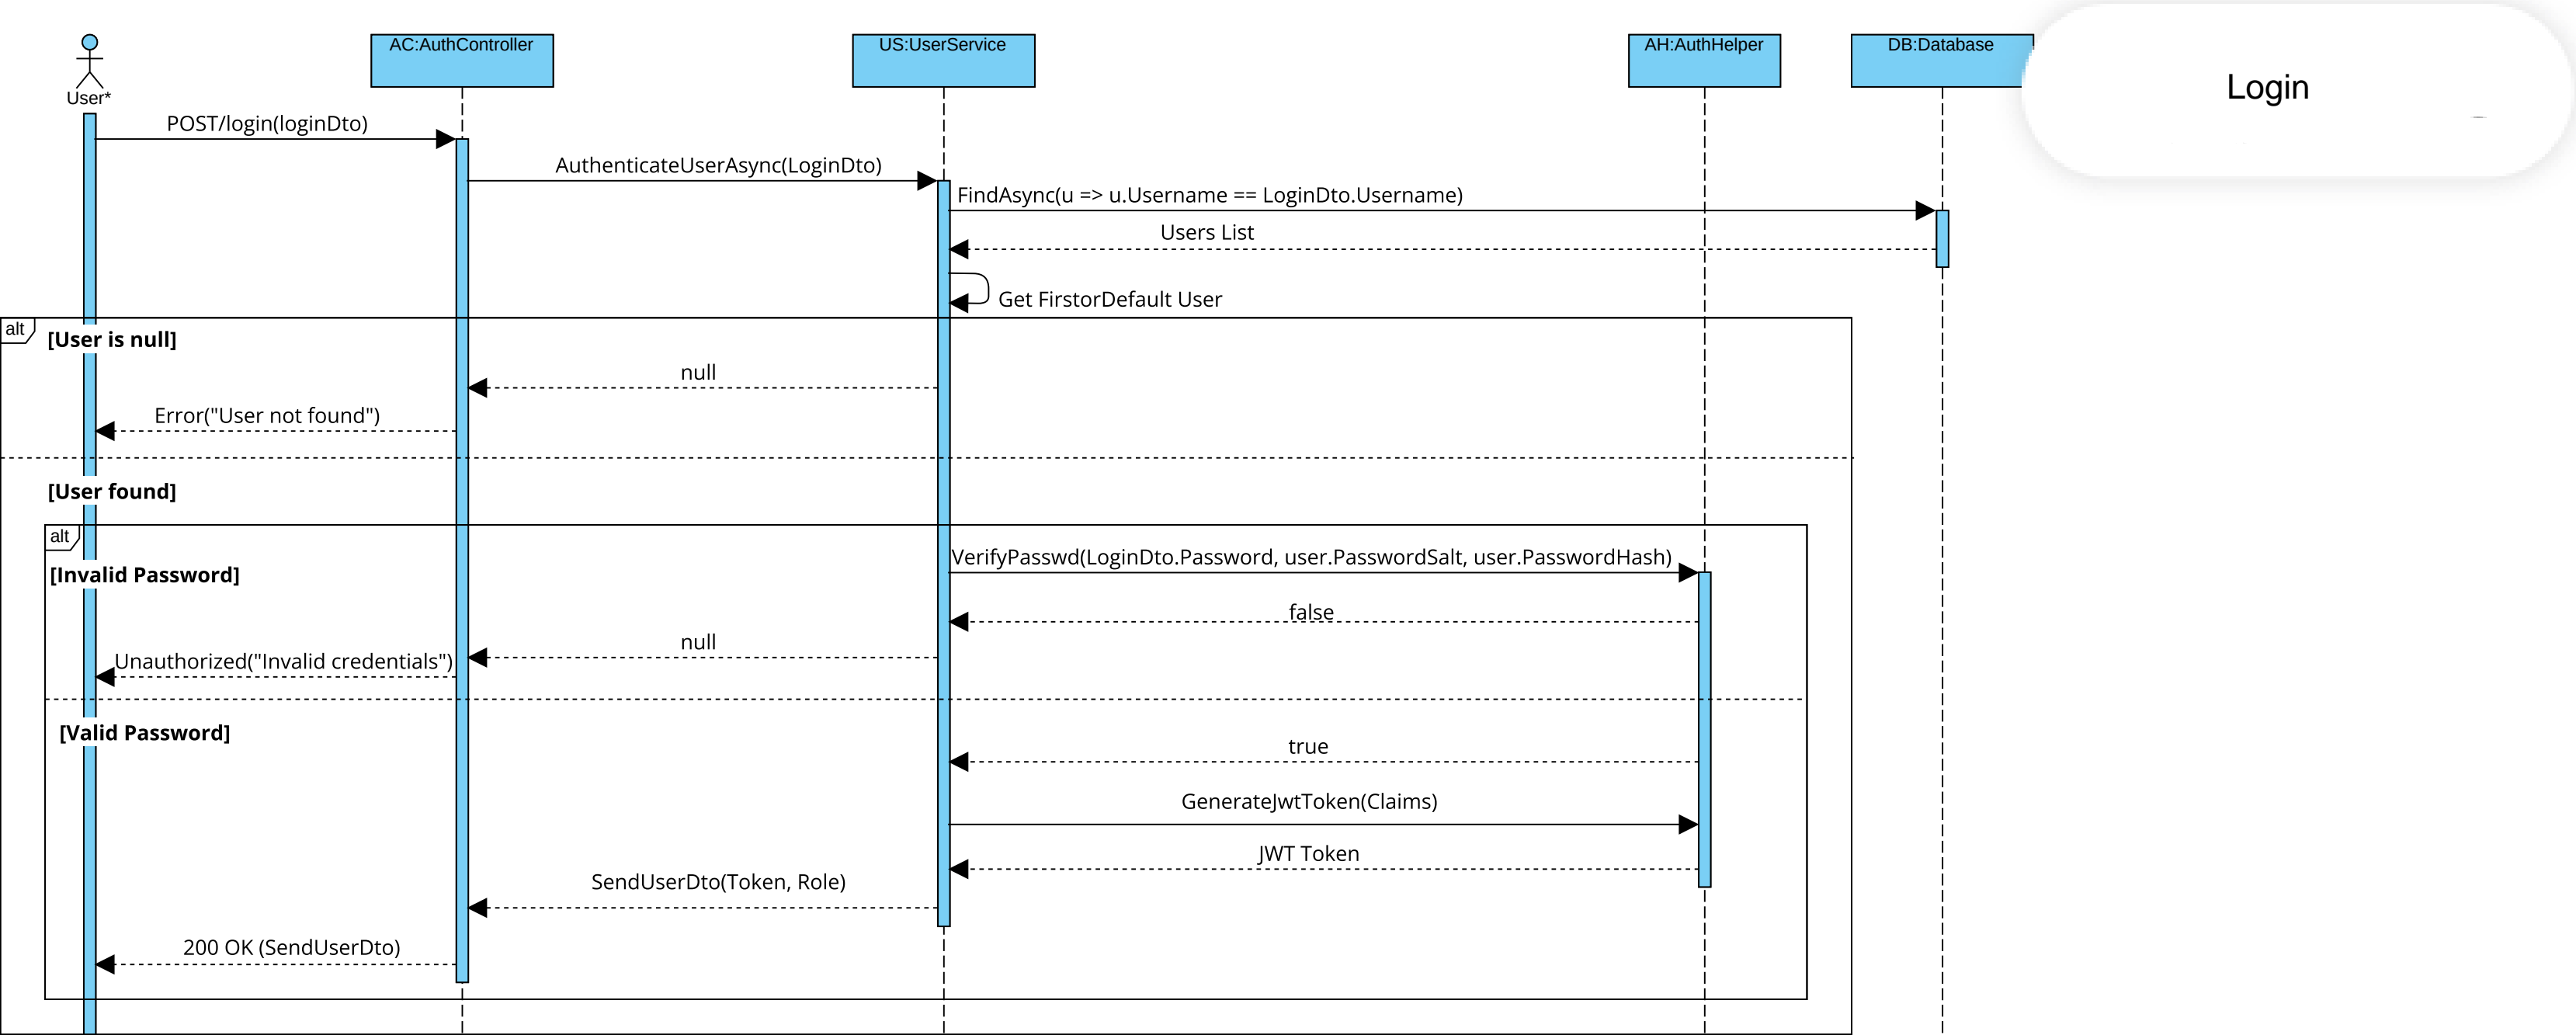 User*
AC:AuthController
US:UserService
AH:AuthHelper
DB:Database
Login
POST/login(loginDto)
AuthenticateUserAsync(LoginDto)
FindAsync(u => u.Username == LoginDto.Username)
Users List
Get FirstorDefault User
alt
[User is null]
null
Error("User not found")
[User found]
alt
VerifyPasswd(LoginDto.Password, user.PasswordSalt, user.PasswordHash)
[Invalid Password]
false
null
Unauthorized("Invalid credentials")
[Valid Password]
true
GenerateJwtToken(Claims)
JWT Token
SendUserDto(Token, Role)
200 OK (SendUserDto)